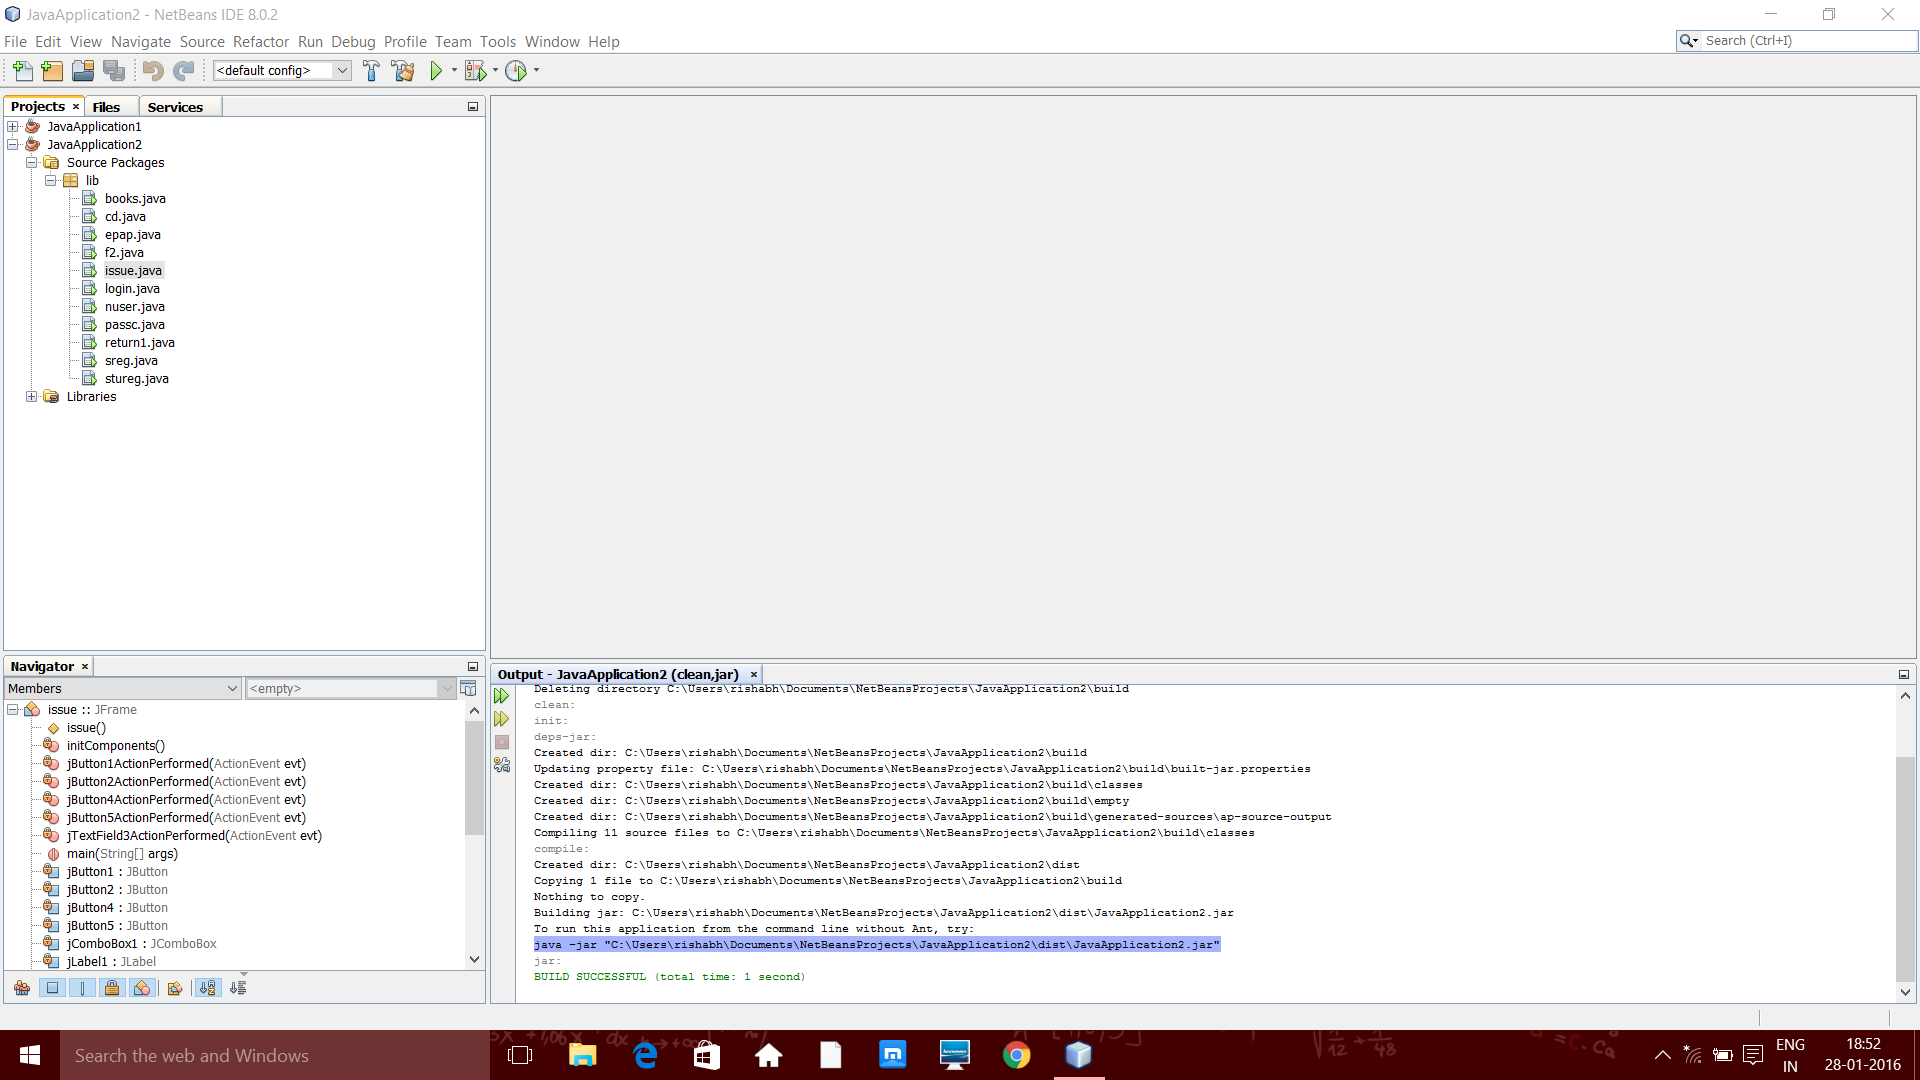 JavaApplication2 - NetBeans IDE 8.0.2
File Edit View Navigate Source Refactor Run Debug Profile Team Tools Window Help
Search (Ctrl+I)
<default config>
Projects × Files Services
JavaApplication1
JavaApplication2
Source Packages
lib
books.java
cd.java
epap.java
f2.java
issue.java
login.java
nuser.java
passc.java
return1.java
sreg.java
stureg.java
Libraries
Navigator ×
Members <empty>
issue :: JFrame
issue()
initComponents()
jButton1ActionPerformed(ActionEvent evt)
jButton2ActionPerformed(ActionEvent evt)
jButton4ActionPerformed(ActionEvent evt)
jButton5ActionPerformed(ActionEvent evt)
jTextField3ActionPerformed(ActionEvent evt)
main(String[] args)
jButton1 : JButton
jButton2 : JButton
jButton4 : JButton
jButton5 : JButton
jComboBox1 : JComboBox
jLabel1 : JLabel
Output - JavaApplication2 (clean,jar) ×
Deleting directory C:\Users\rishabh\Documents\NetBeansProjects\JavaApplication2\build
clean:
init:
deps-jar:
Created dir: C:\Users\rishabh\Documents\NetBeansProjects\JavaApplication2\build
Updating property file: C:\Users\rishabh\Documents\NetBeansProjects\JavaApplication2\build\built-jar.properties
Created dir: C:\Users\rishabh\Documents\NetBeansProjects\JavaApplication2\build\classes
Created dir: C:\Users\rishabh\Documents\NetBeansProjects\JavaApplication2\build\empty
Created dir: C:\Users\rishabh\Documents\NetBeansProjects\JavaApplication2\build\generated-sources\ap-source-output
Compiling 11 source files to C:\Users\rishabh\Documents\NetBeansProjects\JavaApplication2\build\classes
compile:
Created dir: C:\Users\rishabh\Documents\NetBeansProjects\JavaApplication2\dist
Copying 1 file to C:\Users\rishabh\Documents\NetBeansProjects\JavaApplication2\build
Nothing to copy.
Building jar: C:\Users\rishabh\Documents\NetBeansProjects\JavaApplication2\dist\JavaApplication2.jar
To run this application from the command line without Ant, try:
java -jar "C:\Users\rishabh\Documents\NetBeansProjects\JavaApplication2\dist\JavaApplication2.jar"
jar:
BUILD SUCCESSFUL (total time: 1 second)
Search the web and Windows
ENG
IN
18:52
28-01-2016